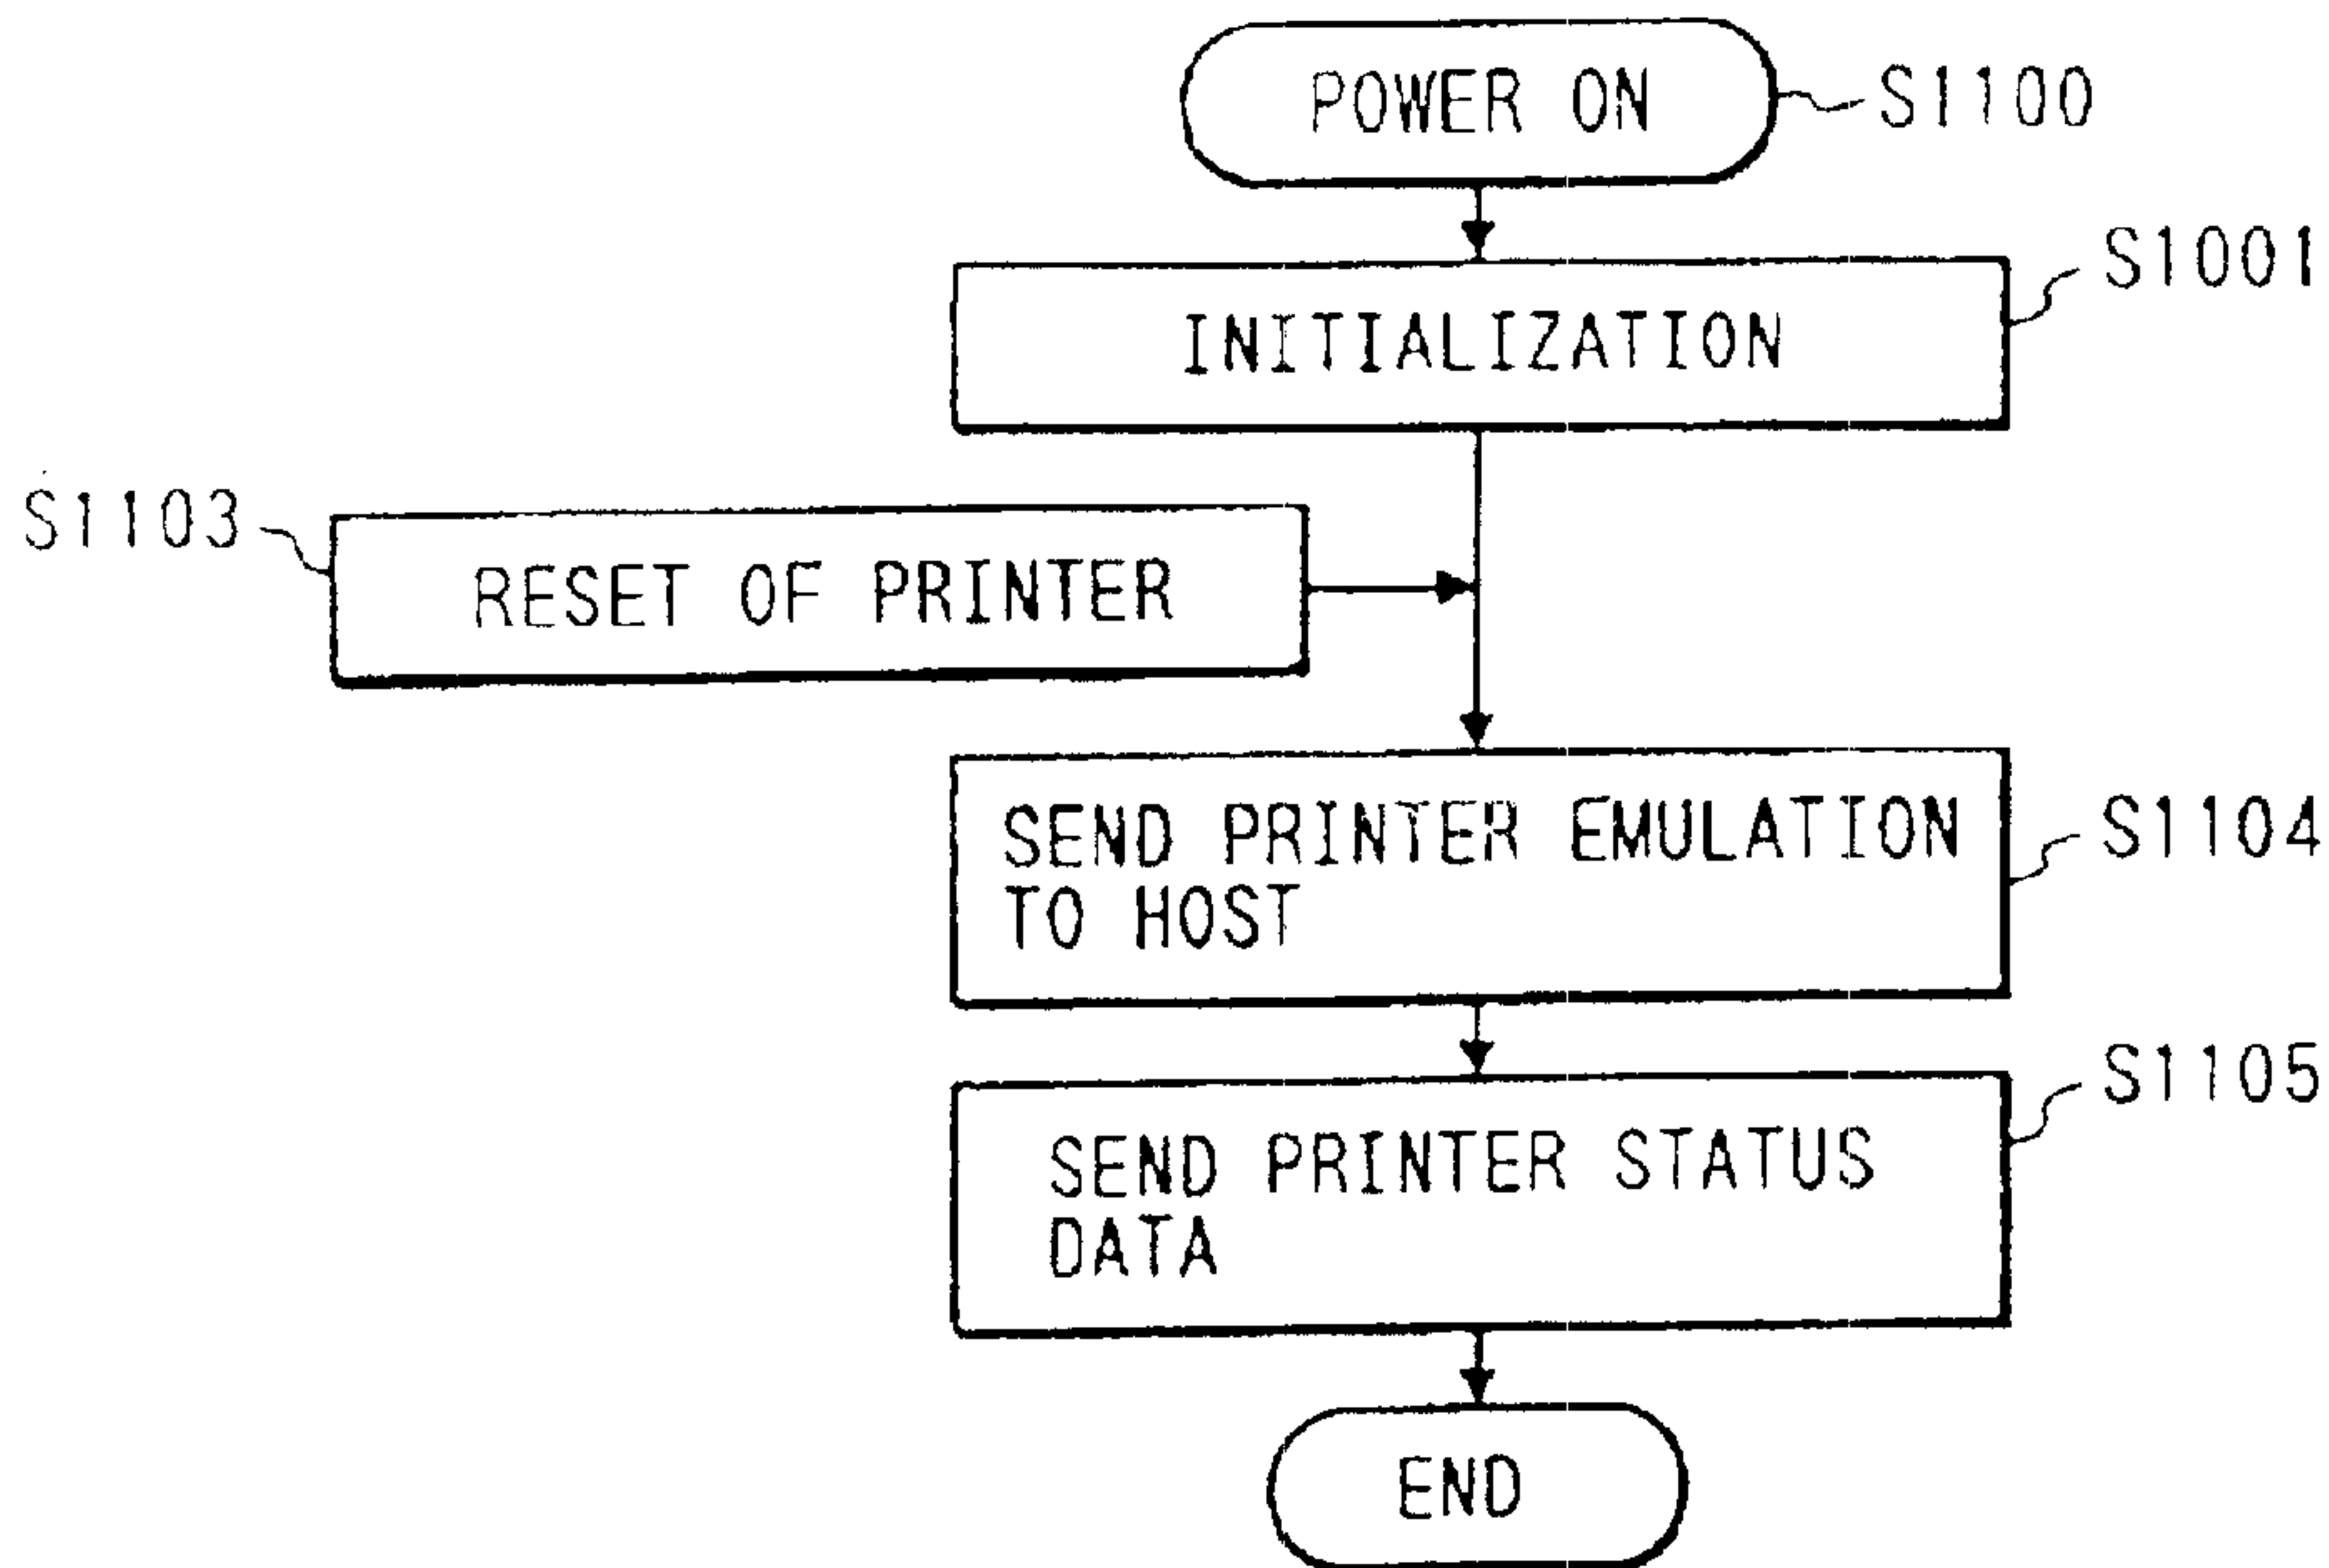 POWER ON
S1100
S1001
INITIALIZATION
S1103
RESET OF PRINTER
SEND PRINTER EMULATION
TO HOST
S1104
S1105
SEND PRINTER STATUS
DATA
END